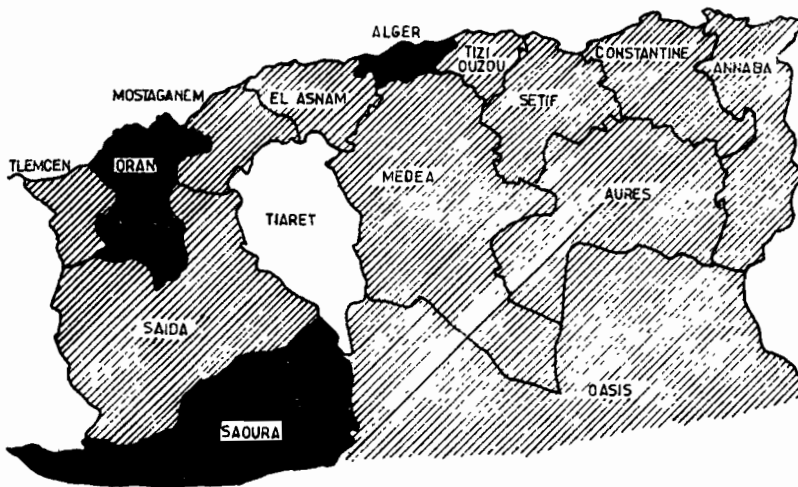 ALGER
TIZI
OUZOU
CONSTANTINE
ANNABA
MOSTAGANEM
EL ASNAM
SETIF
TLEMCEN
ORAN
MEDEA
AURES
TIARET
SAIDA
OASIS
SAOURA